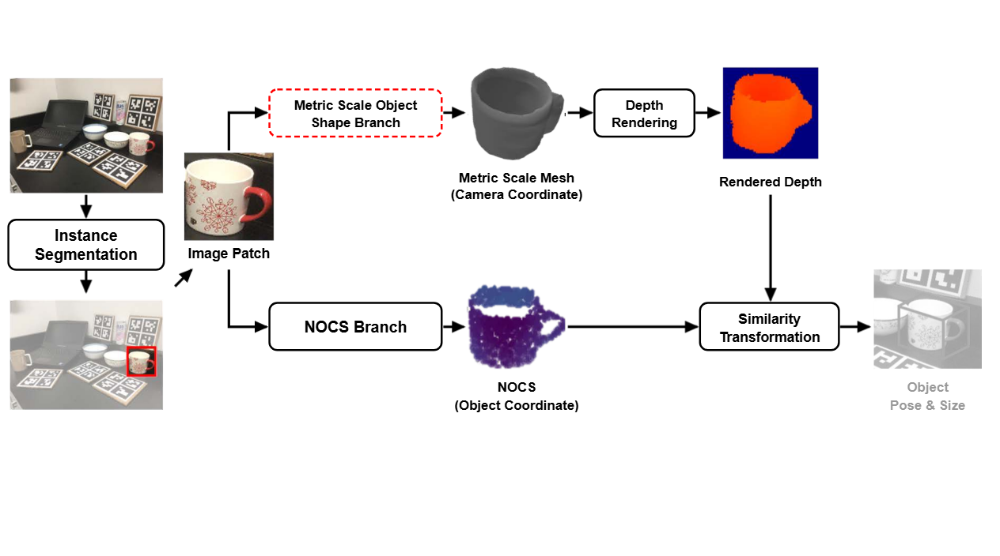 Instance
Segmentation
Image Patch
Metric Scale Object
Shape Branch
Metric Scale Mesh
(Camera Coordinate)
Depth
Rendering
Rendered Depth
NOCS Branch
NOCS
(Object Coordinate)
Similarity
Transformation
Object
Pose & Size